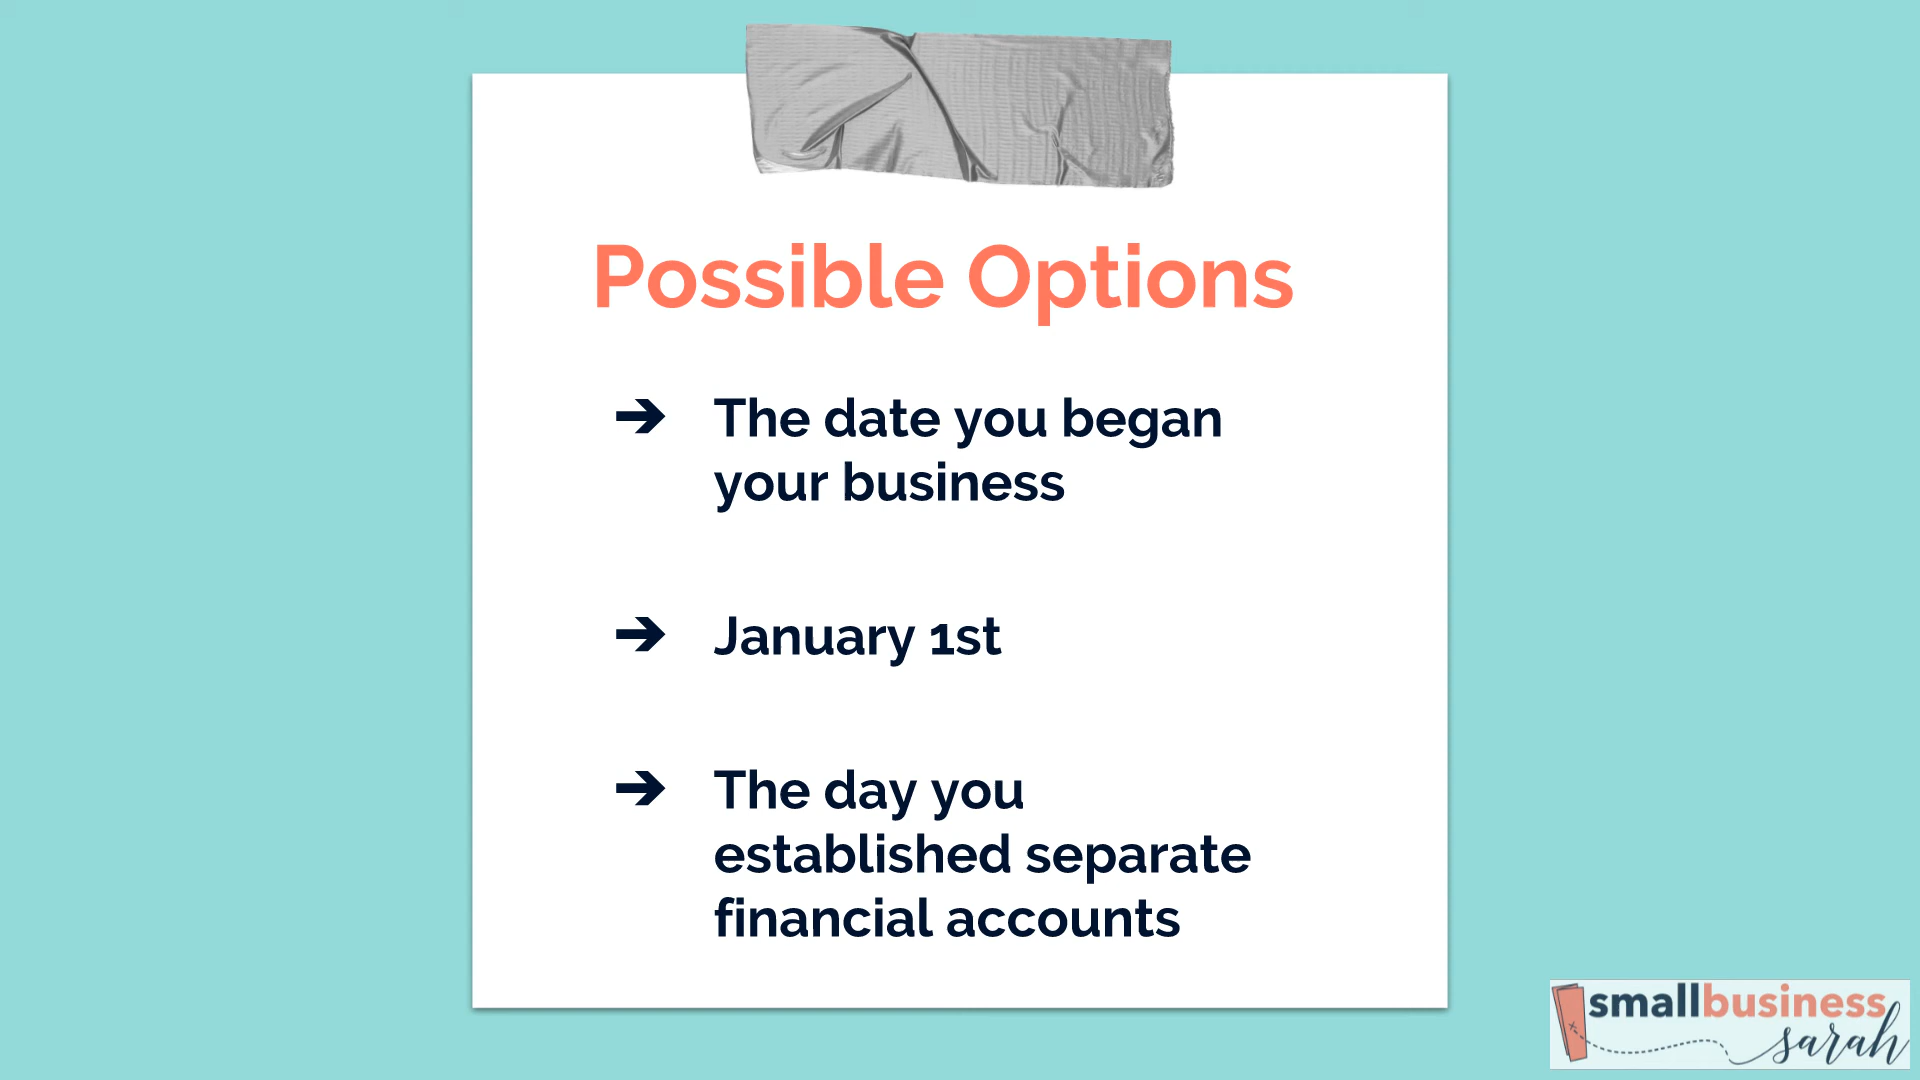 Possible Options
➔ The date you began
your business
➔ January 1st
➔ The day you
established separate
financial accounts
smallbusiness
sarah